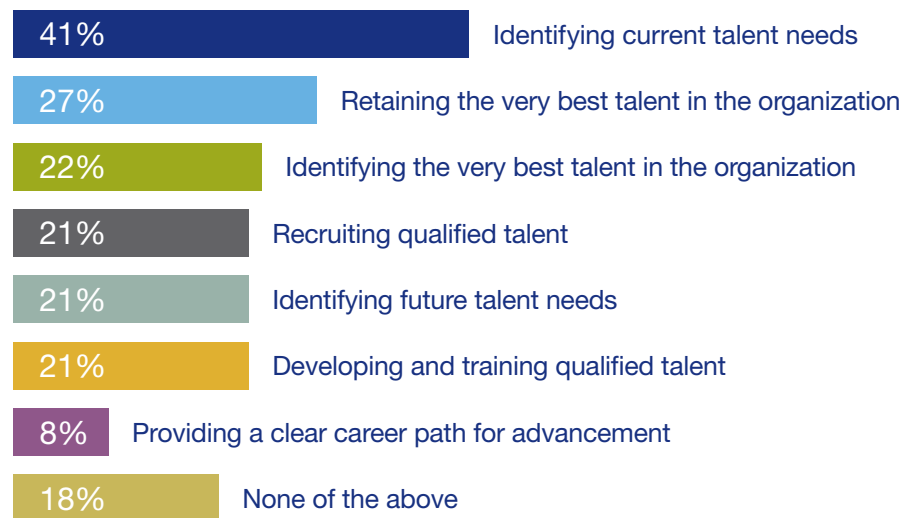 41% Identifying current talent needs
27% Retaining the very best talent in the organization
22% Identifying the very best talent in the organization
21% Recruiting qualified talent
21% Identifying future talent needs
21% Developing and training qualified talent
8% Providing a clear career path for advancement
18% None of the above